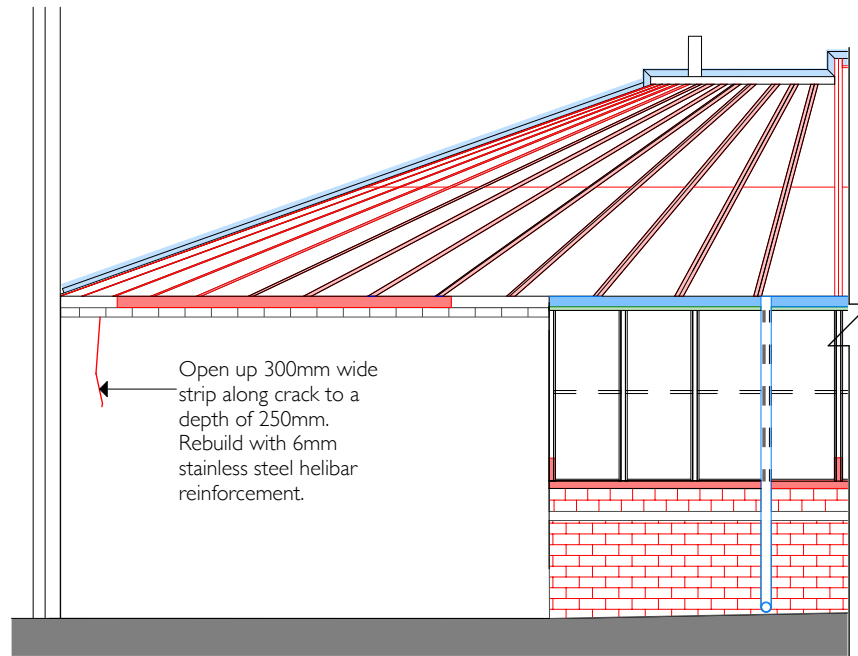 Open up 300mm wide
strip along crack to a
depth of 250mm.
Rebuild with 6mm
stainless steel helibar
reinforcement.